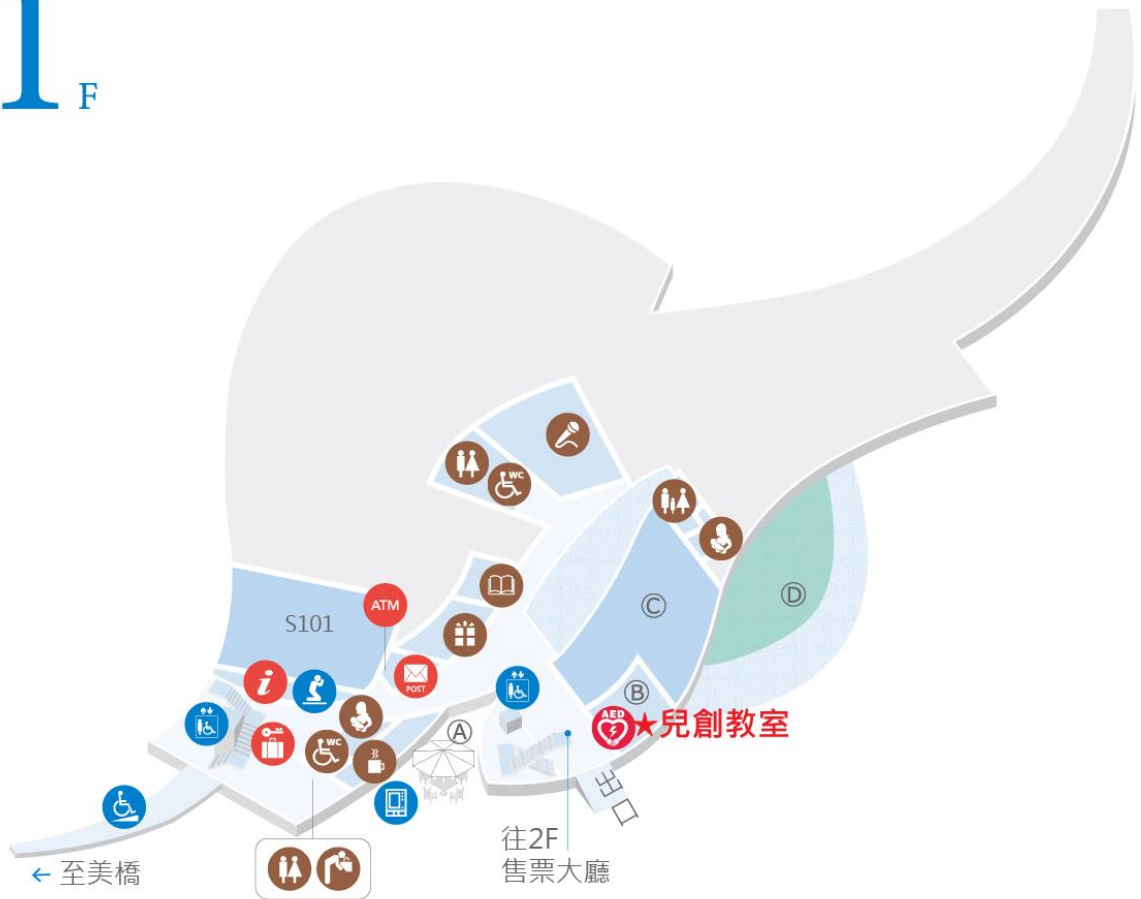 1F
WC
ATM
S101
POST
WC
Ⓒ
Ⓓ
Ⓑ
AED
★兒創教室
Ⓐ
出口
往2F
售票大廳
← 至美橋